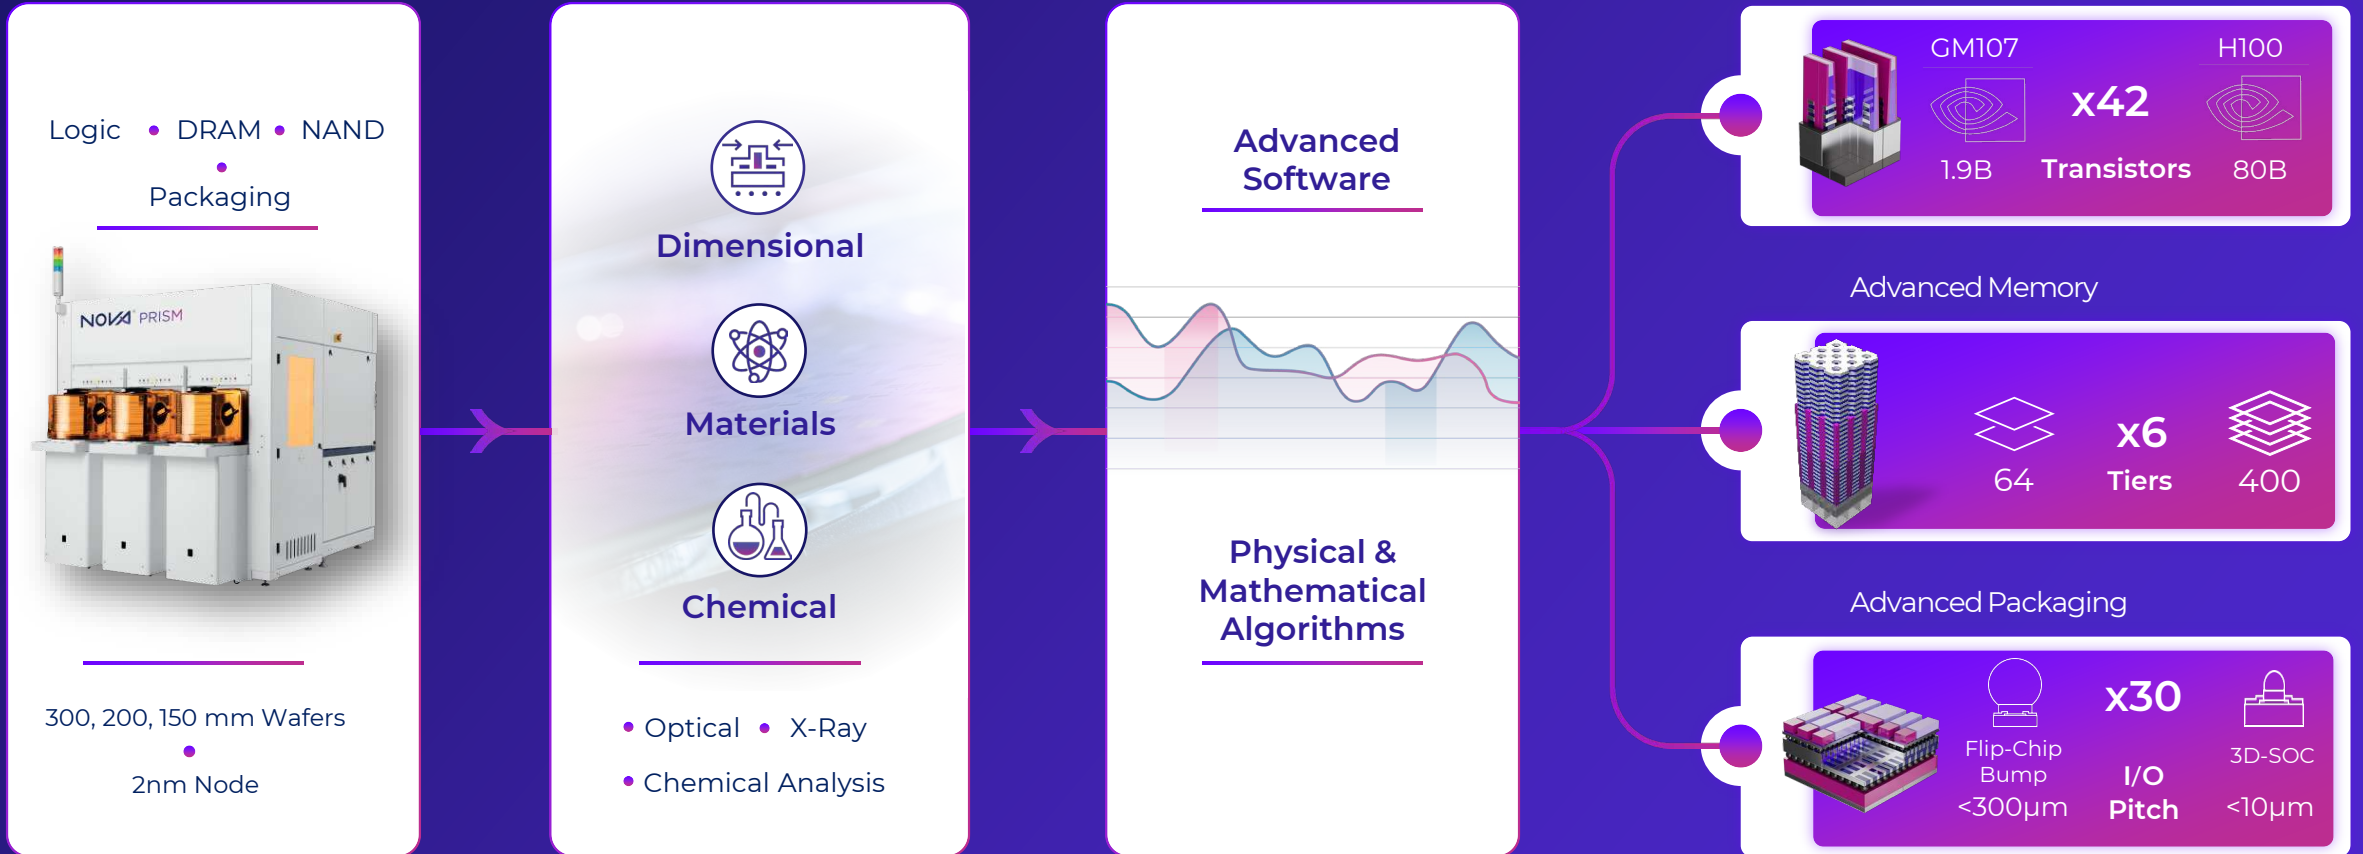 Logic • DRAM • NAND
•
Packaging
NOVA PRISM
300, 200, 150 mm Wafers
•
2nm Node
Dimensional
Materials
Chemical
• Optical • X-Ray
• Chemical Analysis
Advanced
Software
Physical &
Mathematical
Algorithms
GM107
H100
x42
1.9B
Transistors
80B
Advanced Memory
x6
64
Tiers
400
Advanced Packaging
x30
Flip-Chip
Bump
<300µm
I/O
Pitch
3D-SOC
<10µm